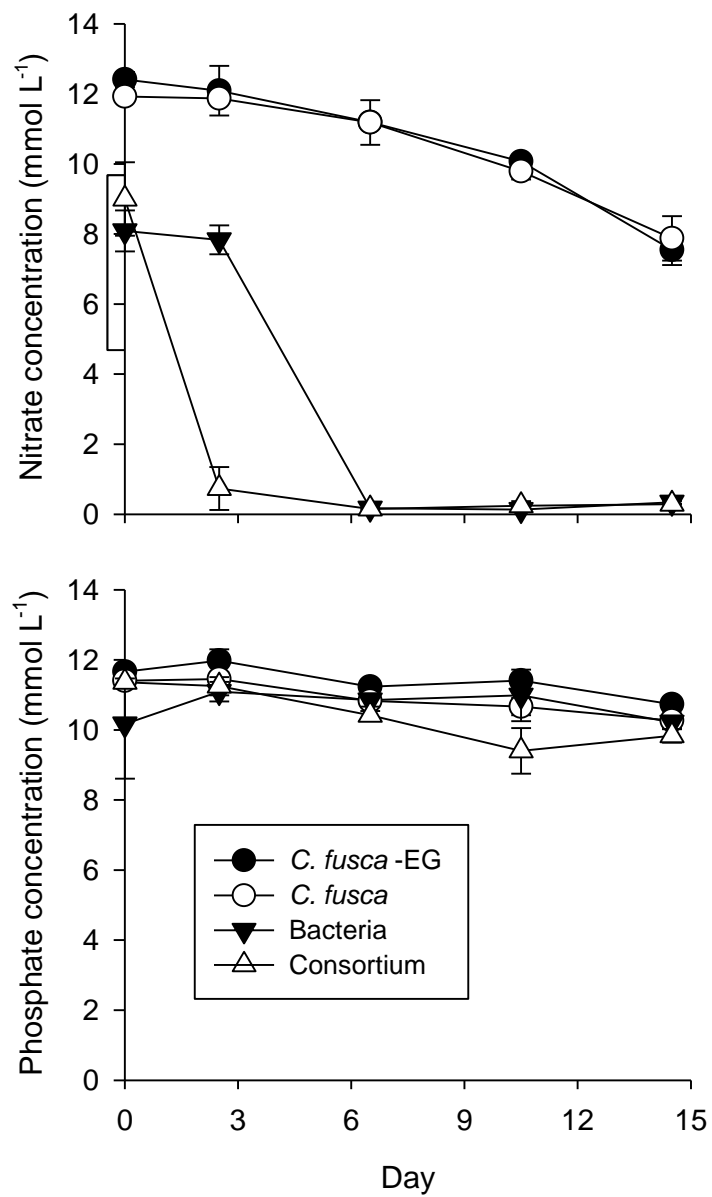 Nitrate concentration (mmol L-1)
14
12
10
8
6
4
2
0
Phosphate concentration (mmol L-1)
14
12
10
8
6
4
2
0
C. fusca -EG
C. fusca
Bacteria
Consortium
0 3 6 9 12 15
Day